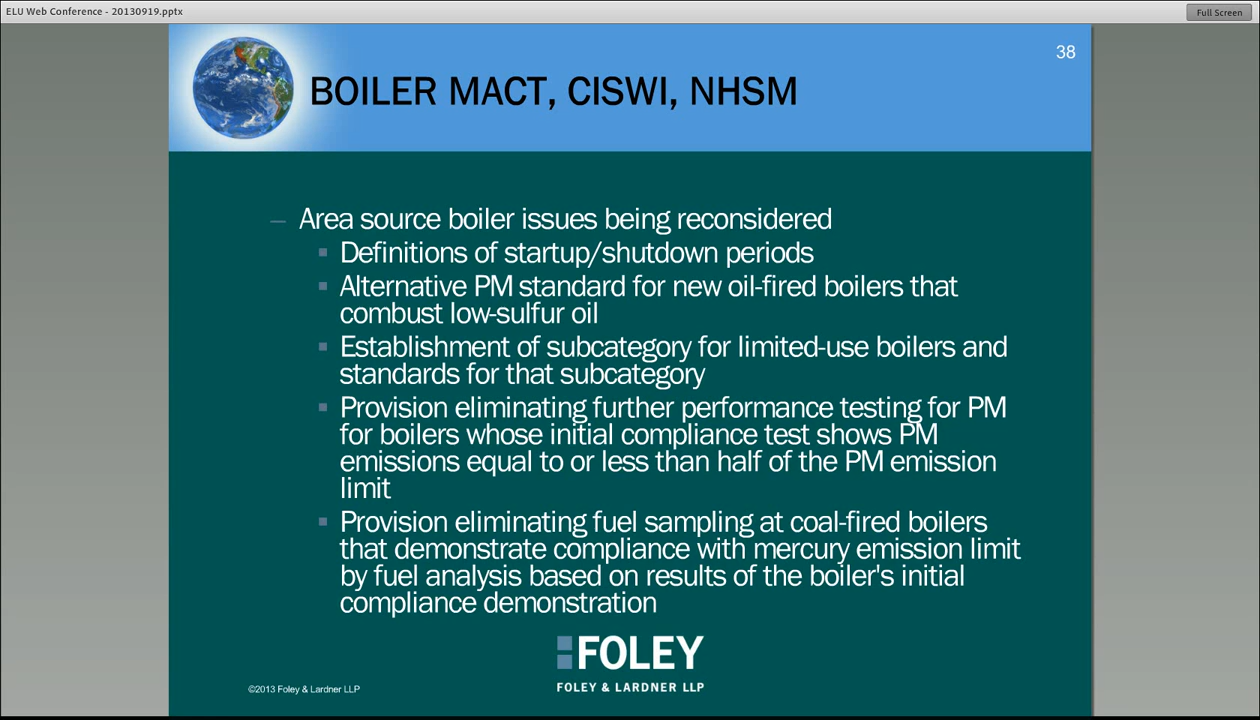 ELU Web Conference - 20130919.pptx
Full Screen
38
BOILER MACT, CISWI, NHSM
– Area source boiler issues being reconsidered
▪ Definitions of startup/shutdown periods
▪ Alternative PM standard for new oil-fired boilers that
combust low-sulfur oil
▪ Establishment of subcategory for limited-use boilers and
standards for that subcategory
▪ Provision eliminating further performance testing for PM
for boilers whose initial compliance test shows PM
emissions equal to or less than half of the PM emission
limit
▪ Provision eliminating fuel sampling at coal-fired boilers
that demonstrate compliance with mercury emission limit
by fuel analysis based on results of the boiler's initial
compliance demonstration
FOLEY
FOLEY & LARDNER LLP
©2013 Foley & Lardner LLP